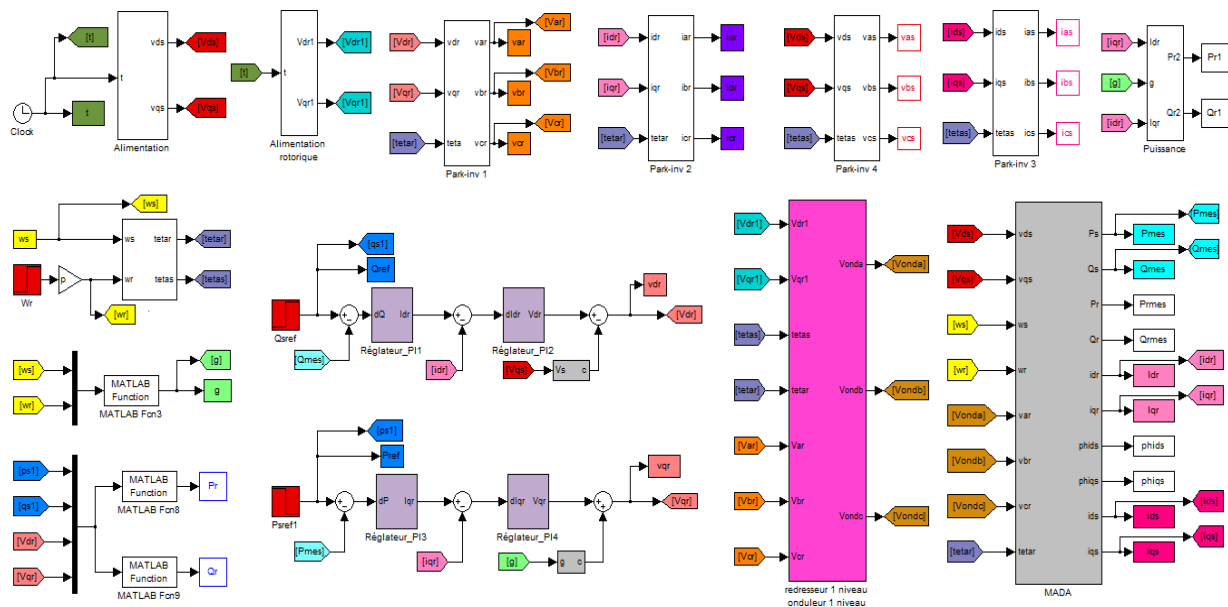 [t]
t
Clock
t
vds
vqs
Alimentation
[Vds]
[Vqs]
[t]
t
Vdr1
Vqr1
Alimentation
rotorique
[Vdr1]
[Vqr1]
[Vdr]
[Vqr]
[tetar]
vdr
vqr
teta
var
vbr
vcr
Park-inv 1
[Var]
var
[Vbr]
vbr
[Vcr]
vcr
[idr]
[iqr]
[tetar]
idr
iqr
tetar
iar
ibr
icr
Park-inv 2
iar
ibr
icr
[Vds]
[Vqs]
[tetas]
vds
vqs
tetas
vas
vbs
vcs
Park-inv 4
vas
vbs
vcs
[ids]
[iqs]
[tetas]
ids
iqs
tetas
ias
ibs
ics
Park-inv 3
ias
ibs
ics
[iqr]
[g]
[idr]
Idr
g
Iqr
Pr2
Qr2
Puissance
Pr1
Qr1
[ws]
ws
Wr
p
[wr]
ws
wr
tetar
tetas
[tetar]
[tetas]
[ws]
[wr]
MATLAB
Function
MATLAB Fcn3
[g]
g
[ps1]
[qs1]
[Vdr]
[Vqr]
MATLAB
Function
MATLAB Fcn8
Pr
MATLAB
Function
MATLAB Fcn9
Qr
[qs1]
Qref
Qsref
[Qmes]
dQ
Idr
Réglateur_PI1
[idr]
dIdr
Vdr
Réglateur_PI2
[Vqs]
Vs
c
vdr
[Vdr]
[ps1]
Pref
Psref1
[Pmes]
dP
Iqr
Réglateur_PI3
[iqr]
dIqr
Vqr
Réglateur_PI4
[g]
g
c
vqr
[Vqr]
[Vdr1]
[Vqr1]
[tetas]
[tetar]
[Var]
[Vbr]
[Vcr]
Vdr1
Vqr1
tetas
tetar
Var
Vbr
Vcr
Vonda
Vondb
Vondc
redresseur 1 niveau
onduleur 1 niveau
[Vonda]
[Vondb]
[Vondc]
[Vds]
[Vqs]
[ws]
[wr]
[Vonda]
[Vondb]
[Vondc]
[tetar]
vds
vqs
ws
wr
var
vbr
vcr
tetar
Ps
Qs
Pr
Qr
idr
iqr
phids
phiqs
ids
iqs
MADA
[Pmes]
Pmes
[Qmes]
Qmes
Prmes
Qrmes
[idr]
Idr
[iqr]
Iqr
phids
phiqs
[ids]
ids
[iqs]
iqs